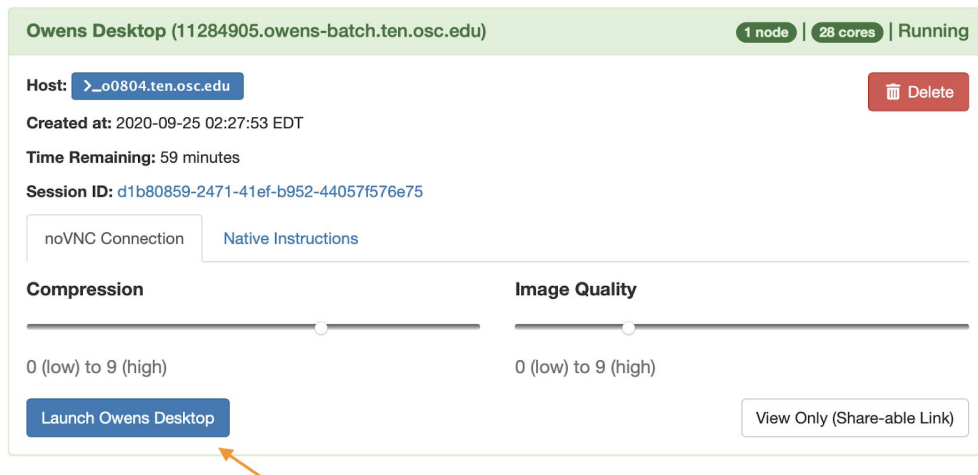 Owens Desktop (11284905.owens-batch.ten.osc.edu) 1 node | 28 cores | Running
Host: >_o0804.ten.osc.edu Delete
Created at: 2020-09-25 02:27:53 EDT
Time Remaining: 59 minutes
Session ID: d1b80859-2471-41ef-b952-44057f576e75
noVNC Connection Native Instructions
Compression Image Quality
0 (low) to 9 (high) 0 (low) to 9 (high)
Launch Owens Desktop View Only (Share-able Link)